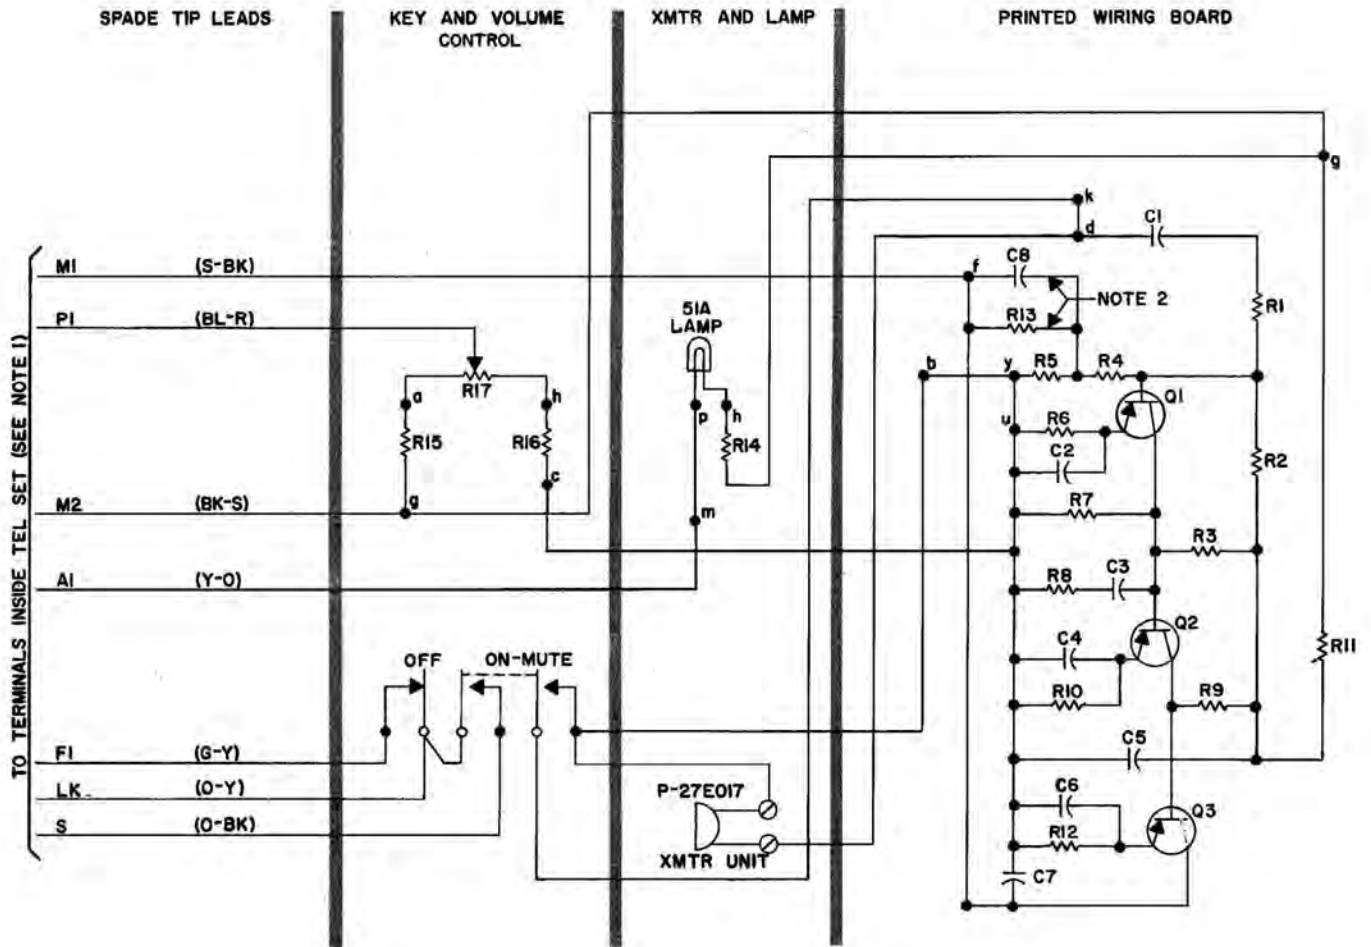 SPADE TIP LEADS
KEY AND VOLUME
CONTROL
XMTR AND LAMP
PRINTED WIRING BOARD
TO TERMINALS INSIDE TEL SET (SEE NOTE 1)
M1 (S-BK)
P1 (BL-R)
M2 (BK-S)
A1 (Y-O)
F1 (G-Y)
LK (O-Y)
S (O-BK)
R17
a
h
R15
R16
g
c
OFF
ON-MUTE
51A
LAMP
p
h
R14
m
P-27E017
XMTR UNIT
g
k
d
C1
f
C8
NOTE 2
R13
R1
b
y
R5
R4
Q1
u
R6
C2
R2
R7
R3
R8
C3
Q2
C4
R11
R10
R9
C5
C6
Q3
R12
C7